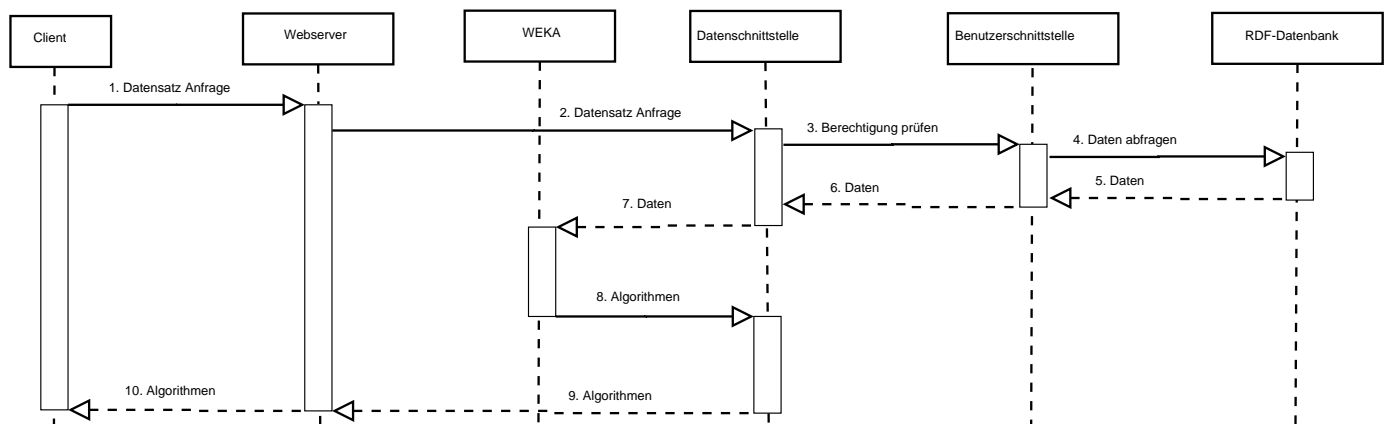 Client
Webserver
WEKA
Datenschnittstelle
Benutzerschnittstelle
RDF-Datenbank
1. Datensatz Anfrage
2. Datensatz Anfrage
3. Berechtigung prüfen
4. Daten abfragen
5. Daten
6. Daten
7. Daten
8. Algorithmen
9. Algorithmen
10. Algorithmen